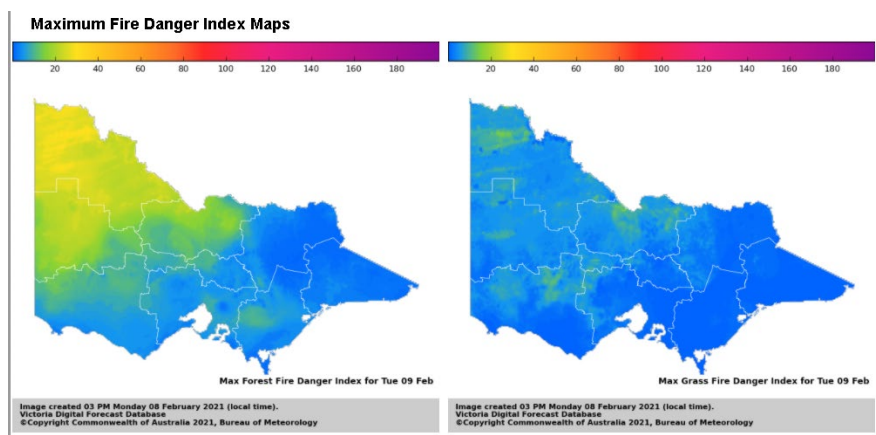 Maximum Fire Danger Index Maps
20 40 60 80 100 120 140 160 180
20 40 60 80 100 120 140 160 180
Max Forest Fire Danger Index for Tue 09 Feb
Max Grass Fire Danger Index for Tue 09 Feb
Image created 03 PM Monday 08 February 2021 (local time).
Victoria Digital Forecast Database
©Copyright Commonwealth of Australia 2021, Bureau of Meteorology
Image created 03 PM Monday 08 February 2021 (local time).
Victoria Digital Forecast Database
©Copyright Commonwealth of Australia 2021, Bureau of Meteorology